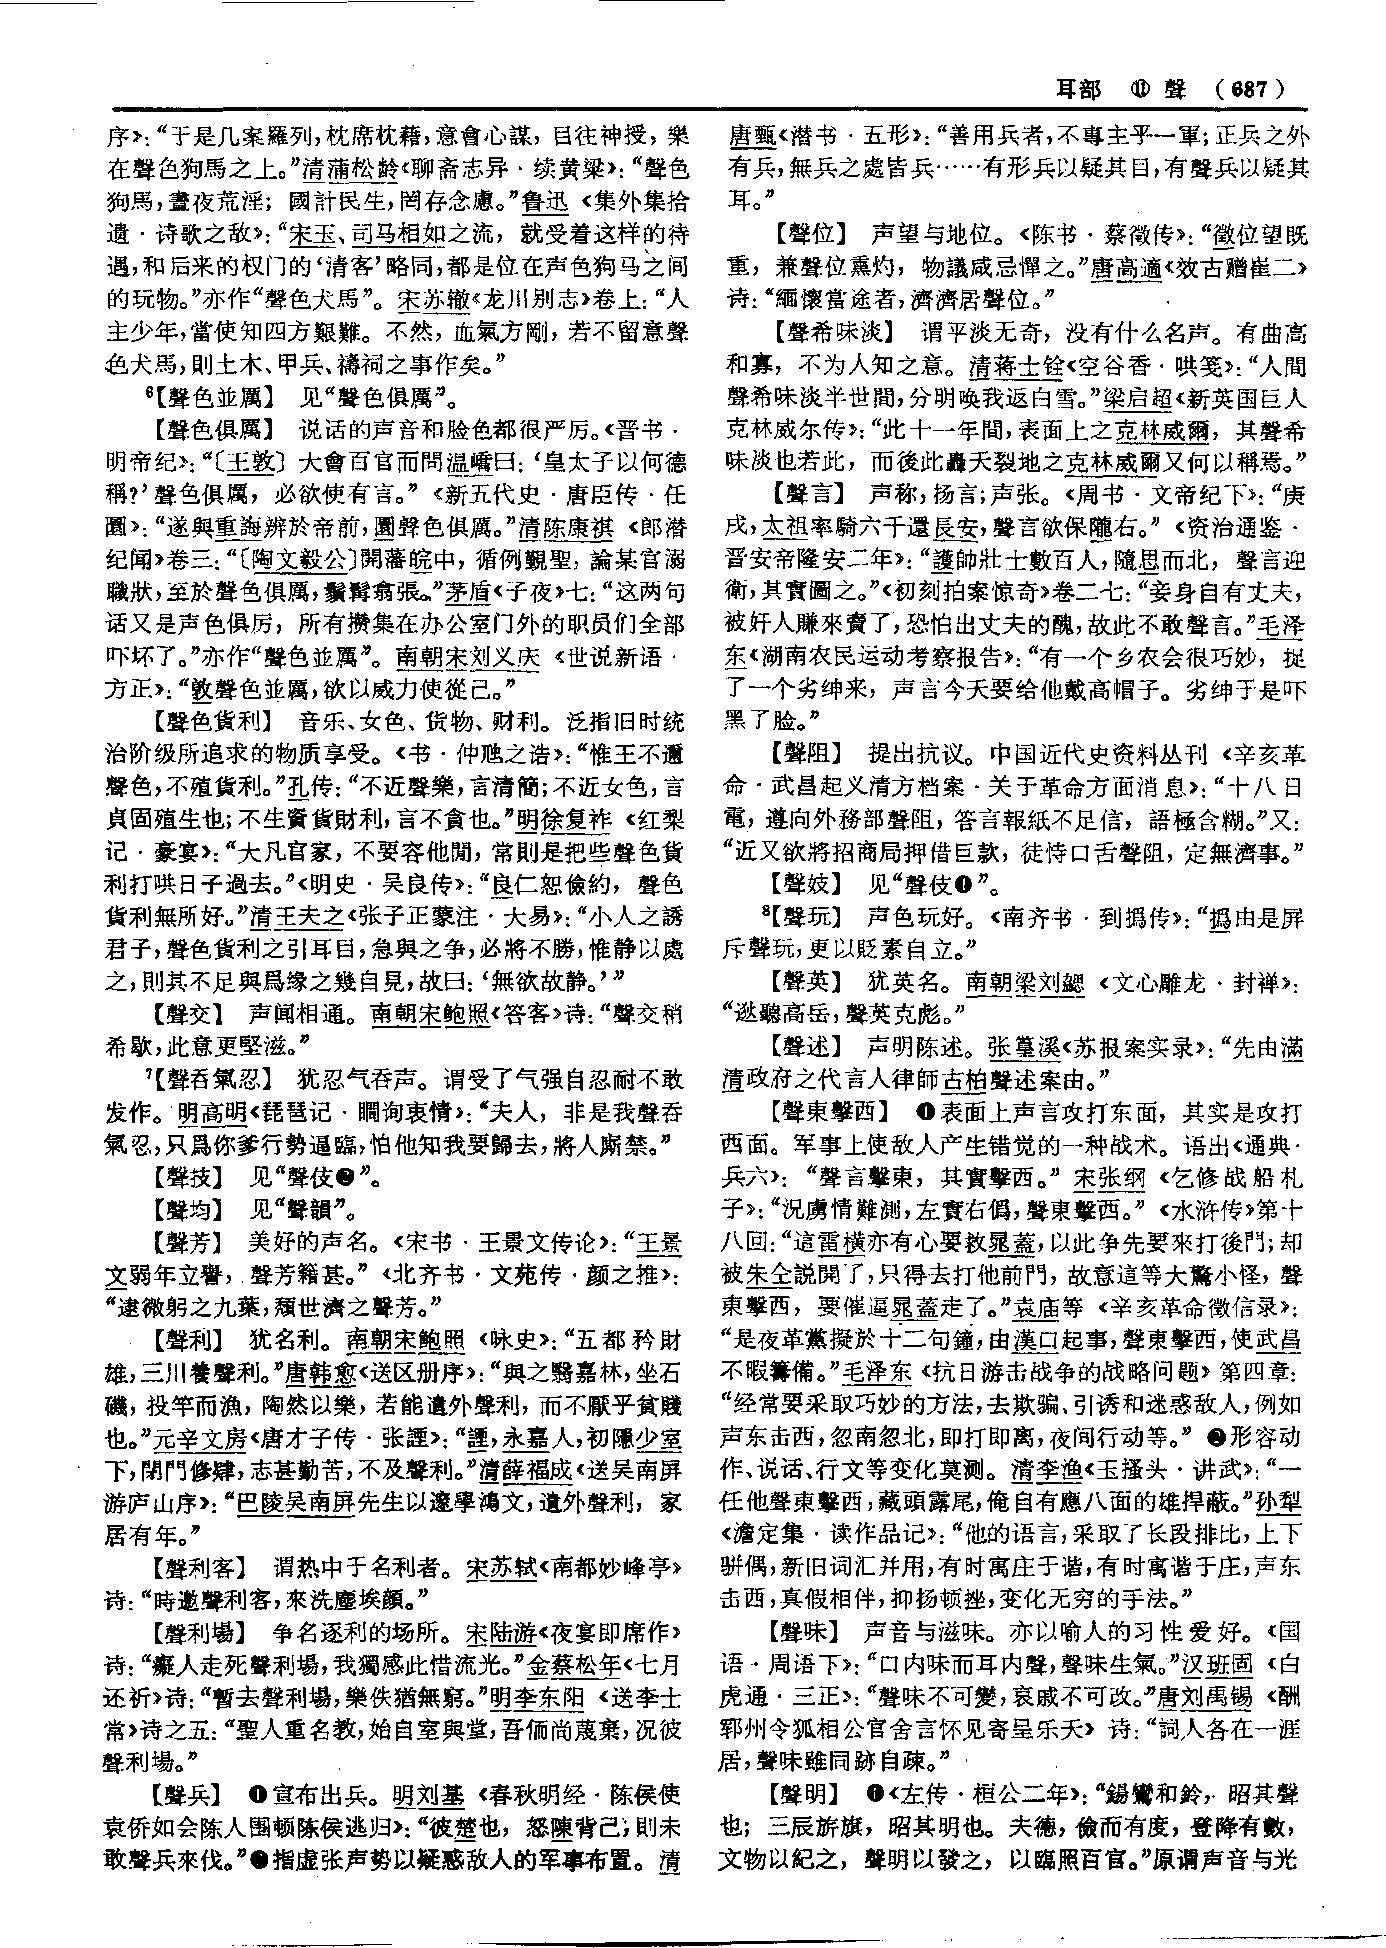 耳部 ⑪ 聲 （687）
序》：“于是几案羅列，枕席枕藉，意會心謀，目往神授，樂
在聲色狗馬之上。”清蒲松龄《聊斋志异·续黄粱》：“聲色
狗馬，晝夜荒淫；國計民生，罔存念慮。”鲁迅《集外集拾
遗·诗歌之敌》：“宋玉、司马相如之流，就受着这样的待
遇，和后来的权门的‘清客’略同，都是位在声色狗马之间
的玩物。”亦作“聲色犬馬”。宋苏辙《龙川别志》卷上：“人
主少年，當使知四方艱難。不然，血氣方剛，若不留意聲
色犬馬，則土木、甲兵、禱祠之事作矣。”
⁶【聲色並厲】 见“聲色俱厲”。
【聲色俱厲】 说话的声音和脸色都很严厉。《晋书·
明帝纪》：“〔王敦〕大會百官而問温嶠曰：‘皇太子以何德
稱？’聲色俱厲，必欲使有言。”《新五代史·唐臣传·任
圜》：“遂與重誨辨於帝前，圜聲色俱厲。”清陈康祺《郎潜
纪闻》卷三：“〔陶文毅公〕開藩皖中，循例觐聖，論某官溺
職狀，至於聲色俱厲，鬚髯翕張。”茅盾《子夜》七：“这两句
话又是声色俱厉，所有攒集在办公室门外的职员们全部
吓坏了。”亦作“聲色並厲”。南朝宋刘义庆《世说新语·
方正》：“敦聲色並厲，欲以威力使從己。”
【聲色貨利】 音乐、女色、货物、财利。泛指旧时统
治阶级所追求的物质享受。《书·仲虺之诰》：“惟王不邇
聲色，不殖貨利。”孔传：“不近聲樂，言清簡；不近女色，言
貞固殖生也；不生資貨財利，言不貪也。”明徐复祚《红梨
记·豪宴》：“大凡官家，不要容他閒，常則是把些聲色貨
利打哄日子過去。”《明史·吴良传》：“良仁恕儉約，聲色
貨利無所好。”清王夫之《张子正蒙注·大易》：“小人之誘
君子，聲色貨利之引耳目，急與之争，必將不勝，惟静以處
之，則其不足與爲缘之幾自見，故曰：‘無欲故静。’”
【聲交】 声闻相通。南朝宋鲍照《答客》诗：“聲交稍
希歇，此意更堅滋。”
⁷【聲吞氣忍】 犹忍气吞声。谓受了气强自忍耐不敢
发作。明高明《琵琶记·瞯询衷情》：“夫人，非是我聲吞
氣忍，只爲你爹行勢逼臨，怕他知我要歸去，將人厮禁。”
【聲技】 见“聲伎❷”。
【聲均】 见“聲韻”。
【聲芳】 美好的声名。《宋书·王景文传论》：“王景
文弱年立譽，聲芳籍甚。”《北齐书·文苑传·颜之推》：
“逮微躬之九葉，頽世濟之聲芳。”
【聲利】 犹名利。南朝宋鲍照《咏史》：“五都矜財
雄，三川養聲利。”唐韩愈《送区册序》：“與之翳嘉林，坐石
磯，投竿而漁，陶然以樂，若能遺外聲利，而不厭乎貧賤
也。”元辛文房《唐才子传·张諲》：“諲，永嘉人，初隱少室
下，閉門修肄，志甚勤苦，不及聲利。”清薛福成《送吴南屏
游庐山序》：“巴陵吴南屏先生以邃學鴻文，遺外聲利，家
居有年。”
【聲利客】 谓热中于名利者。宋苏轼《南都妙峰亭》
诗：“時邀聲利客，來洗塵埃顔。”
【聲利場】 争名逐利的场所。宋陆游《夜宴即席作》
诗：“癡人走死聲利場，我獨感此惜流光。”金蔡松年《七月
还祁》诗：“暫去聲利場，樂佚猶無窮。”明李东阳《送李士
常》诗之五：“聖人重名教，始自室與堂，吾侕尚蔑棄，况彼
聲利場。”
【聲兵】 ❶宣布出兵。明刘基《春秋明经·陈侯使
袁侨如会陈人围顿陈侯逃归》：“彼楚也，怒陳背己，則未
敢聲兵來伐。”❷指虚张声势以疑惑敌人的军事布置。清
唐甄《潜书·五形》：“善用兵者，不專主乎一軍；正兵之外
有兵，無兵之處皆兵……有形兵以疑其目，有聲兵以疑其
耳。”
【聲位】 声望与地位。《陈书·蔡徵传》：“徵位望既
重，兼聲位熏灼，物議咸忌憚之。”唐高適《效古赠崔二》
诗：“緬懷當途者，濟濟居聲位。”
【聲希味淡】 谓平淡无奇，没有什么名声。有曲高
和寡，不为人知之意。清蒋士铨《空谷香·哄笺》：“人間
聲希味淡半世間，分明唤我返白雪。”梁启超《新英国巨人
克林威尔传》：“此十一年間，表面上之克林威爾，其聲希
味淡也若此，而後此轟天裂地之克林威爾又何以稱焉。”
【聲言】 声称，扬言；声张。《周书·文帝纪下》：“庚
戌，太祖率騎六千還長安，聲言欲保隴右。”《资治通鉴·
晋安帝隆安二年》：“護帥壯士數百人，隨思而北，聲言迎
衛，其實圖之。”《初刻拍案惊奇》卷二七：“妾身自有丈夫，
被奸人賺來賣了，恐怕出丈夫的醜，故此不敢聲言。”毛泽
东《湖南农民运动考察报告》：“有一个乡农会很巧妙，捉
了一个劣绅来，声言今天要给他戴高帽子。劣绅于是吓
黑了脸。”
【聲阻】 提出抗议。中国近代史资料丛刊《辛亥革
命·武昌起义清方档案·关于革命方面消息》：“十八日
電，遵向外務部聲阻，答言報紙不足信，語極含糊。”又：
“近又欲將招商局押借巨款，徒恃口舌聲阻，定無濟事。”
【聲妓】 见“聲伎❶”。
⁸【聲玩】 声色玩好。《南齐书·到撝传》：“撝由是屏
斥聲玩，更以貶素自立。”
【聲英】 犹英名。南朝梁刘勰《文心雕龙·封禅》：
“逖聽高岳，聲英克彪。”
【聲述】 声明陈述。张篁溪《苏报案实录》：“先由滿
清政府之代言人律師古柏聲述案由。”
【聲東擊西】 ❶表面上声言攻打东面，其实是攻打
西面。军事上使敌人产生错觉的一种战术。语出《通典·
兵六》：“聲言擊東，其實擊西。”宋张纲《乞修战船札
子》：“况虜情難測，左實右僞，聲東擊西。”《水浒传》第十
八回：“這雷横亦有心要救晁蓋，以此争先要來打後門；却
被朱仝説開了，只得去打他前門，故意這等大驚小怪，聲
東擊西，要催逼晁蓋走了。”袁庙等《辛亥革命徵信录》：
“是夜革黨擬於十二句鐘，由漢口起事，聲東擊西，使武昌
不暇籌備。”毛泽东《抗日游击战争的战略问题》第四章：
“经常要采取巧妙的方法，去欺骗、引诱和迷惑敌人，例如
声东击西，忽南忽北，即打即离，夜间行动等。”❷形容动
作、说话、行文等变化莫测。清李渔《玉搔头·讲武》：“一
任他聲東擊西，藏頭露尾，俺自有應八面的雄捍蔽。”孙犁
《澹定集·读作品记》：“他的语言，采取了长段排比，上下
骈偶，新旧词汇并用，有时寓庄于谐，有时寓谐于庄，声东
击西，真假相伴，抑扬顿挫，变化无穷的手法。”
【聲味】 声音与滋味。亦以喻人的习性爱好。《国
语·周语下》：“口内味而耳内聲，聲味生氣。”汉班固《白
虎通·三正》：“聲味不可變，哀戚不可改。”唐刘禹锡《酬
郓州令狐相公官舍言怀见寄呈乐天》诗：“詞人各在一涯
居，聲味雖同跡自疎。”
【聲明】 ❶《左传·桓公二年》：“鍚鸞和鈴，昭其聲
也；三辰旂旗，昭其明也。夫德，儉而有度，登降有數，
文物以紀之，聲明以發之，以臨照百官。”原谓声音与光